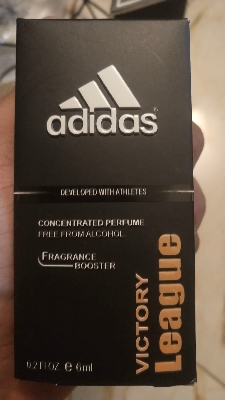 adidas®
DEVELOPED WITH ATHLETES
CONCENTRATED PERFUME
FREE FROM ALCOHOL
FRAGRANCE
BOOSTER
VICTORY
League
0.2 Fl OZ e 6ml